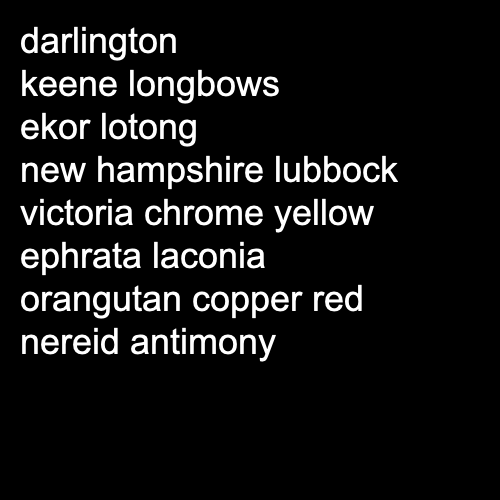 darlington
keene longbows
ekor lotong
new hampshire lubbock
victoria chrome yellow
ephrata laconia
orangutan copper red
nereid antimony